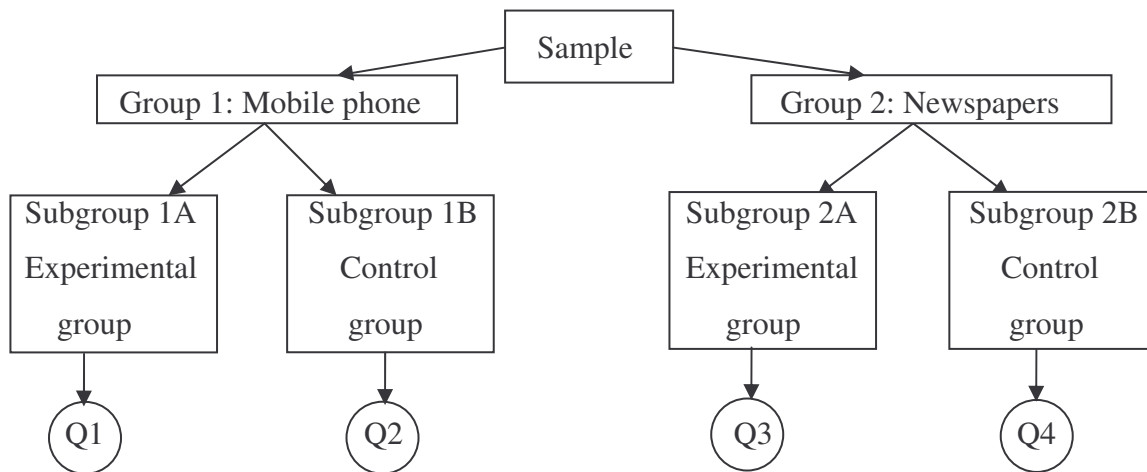 Sample
Group 1: Mobile phone
Group 2: Newspapers
Subgroup 1A
Experimental
group
Subgroup 1B
Control
group
Subgroup 2A
Experimental
group
Subgroup 2B
Control
group
Q1
Q2
Q3
Q4